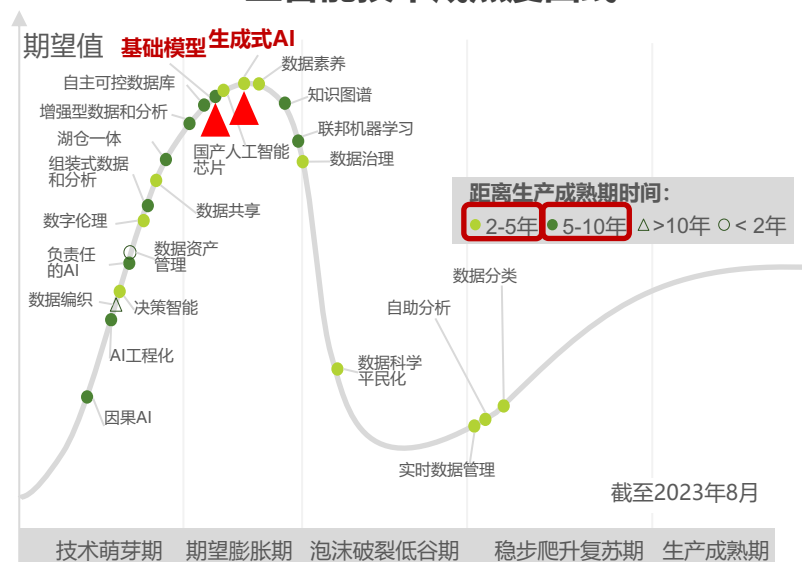 期望值
基础模型
生成式AI
数据素养
自主可控数据库
知识图谱
增强型数据和分析
联邦机器学习
湖仓一体
国产人工智能
芯片
数据治理
组装式数据
和分析
数据共享
数字伦理
负责任
的AI
数据资产
管理
数据编织
决策智能
AI工程化
因果AI
距离生产成熟期时间:
2-5年 5-10年 △>10年 ○< 2年
数据分类
自助分析
数据科学
平民化
实时数据管理
截至2023年8月
技术萌芽期 期望膨胀期 泡沫破裂低谷期 稳步爬升复苏期 生产成熟期